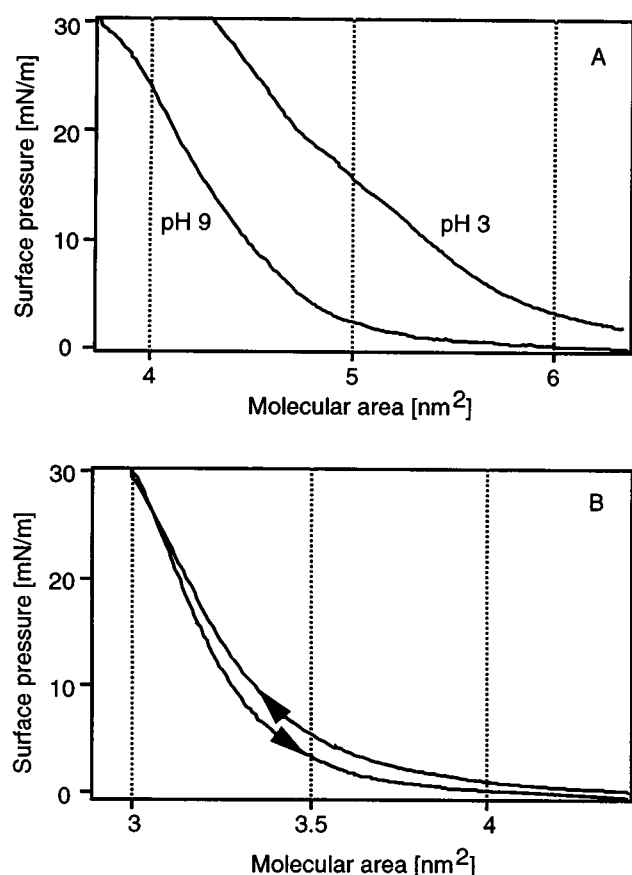 Surface pressure [mN/m]
30
20
10
0
A
pH 9
pH 3
4 5 6
Molecular area [nm2]
Surface pressure [mN/m]
30
20
10
0
B
3 3.5 4
Molecular area [nm2]